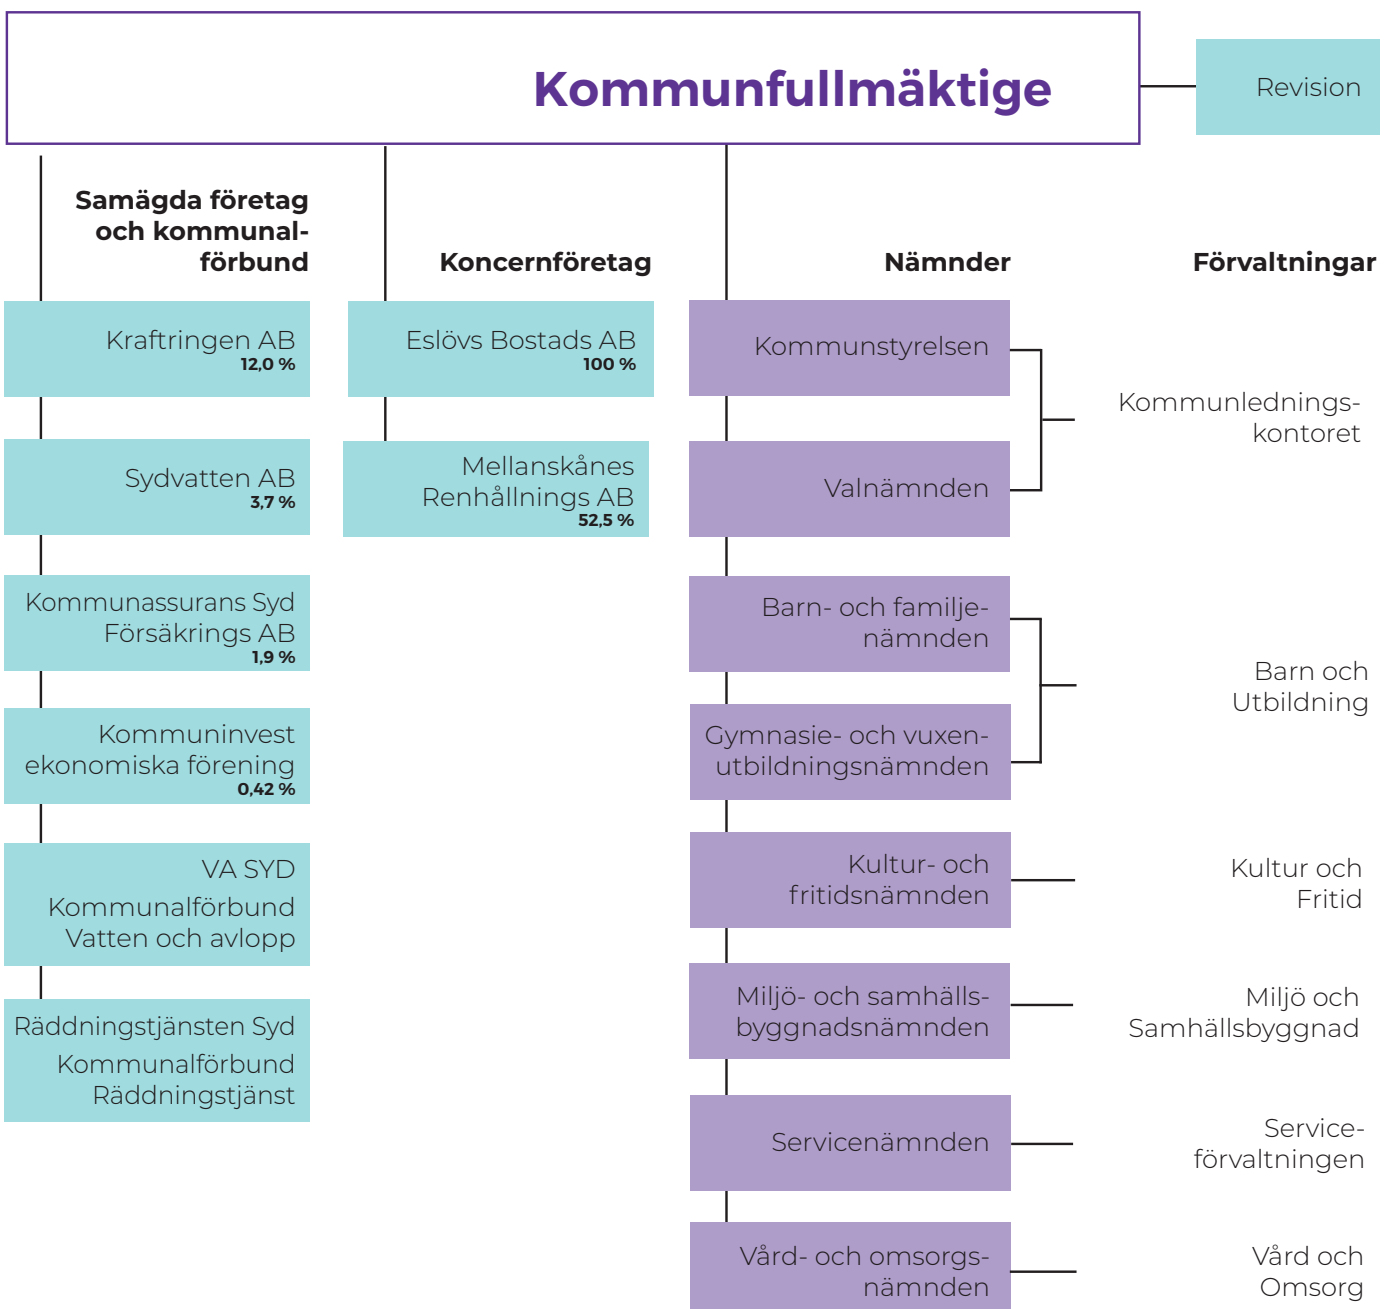 Kommunfullmäktige
Revision
Samägda företag
och kommunal-
förbund
Kraftringen AB
12,0 %
Sydvatten AB
3,7 %
Kommunassurans Syd
Försäkrings AB
1,9 %
Kommuninvest
ekonomiska förening
0,42 %
VA SYD
Kommunalförbund
Vatten och avlopp
Räddningstjänsten Syd
Kommunalförbund
Räddningstjänst
Koncernföretag
Eslövs Bostads AB
100 %
Mellanskånes
Renhållnings AB
52,5 %
Nämnder
Kommunstyrelsen
Valnämnden
Barn- och familje-
nämnden
Gymnasie- och vuxen-
utbildningsnämnden
Kultur- och
fritidsnämnden
Miljö- och samhälls-
byggnadsnämnden
Servicenämnden
Vård- och omsorgs-
nämnden
Förvaltningar
Kommunlednings-
kontoret
Barn och
Utbildning
Kultur och
Fritid
Miljö och
Samhällsbyggnad
Service-
förvaltningen
Vård och
Omsorg